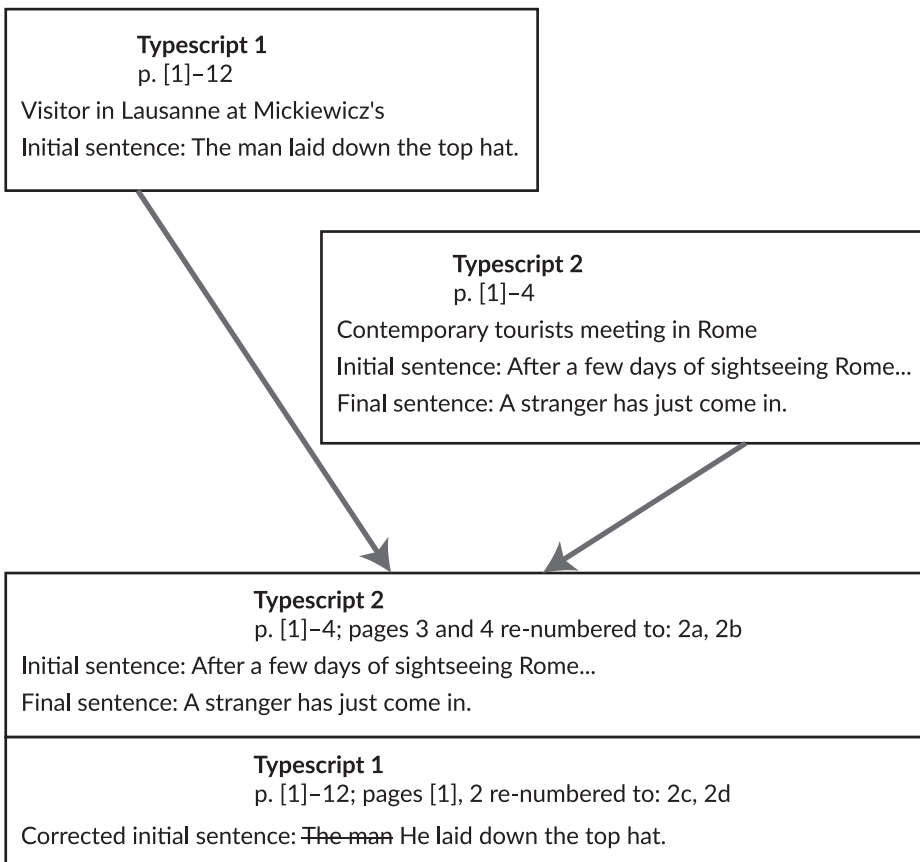 Typescript 1
p. [1]–12
Visitor in Lausanne at Mickiewicz's
Initial sentence: The man laid down the top hat.
Typescript 2
p. [1]–4
Contemporary tourists meeting in Rome
Initial sentence: After a few days of sightseeing Rome...
Final sentence: A stranger has just come in.
Typescript 2
p. [1]–4; pages 3 and 4 re-numbered to: 2a, 2b
Initial sentence: After a few days of sightseeing Rome...
Final sentence: A stranger has just come in.
Typescript 1
p. [1]–12; pages [1], 2 re-numbered to: 2c, 2d
Corrected initial sentence: The man He laid down the top hat.